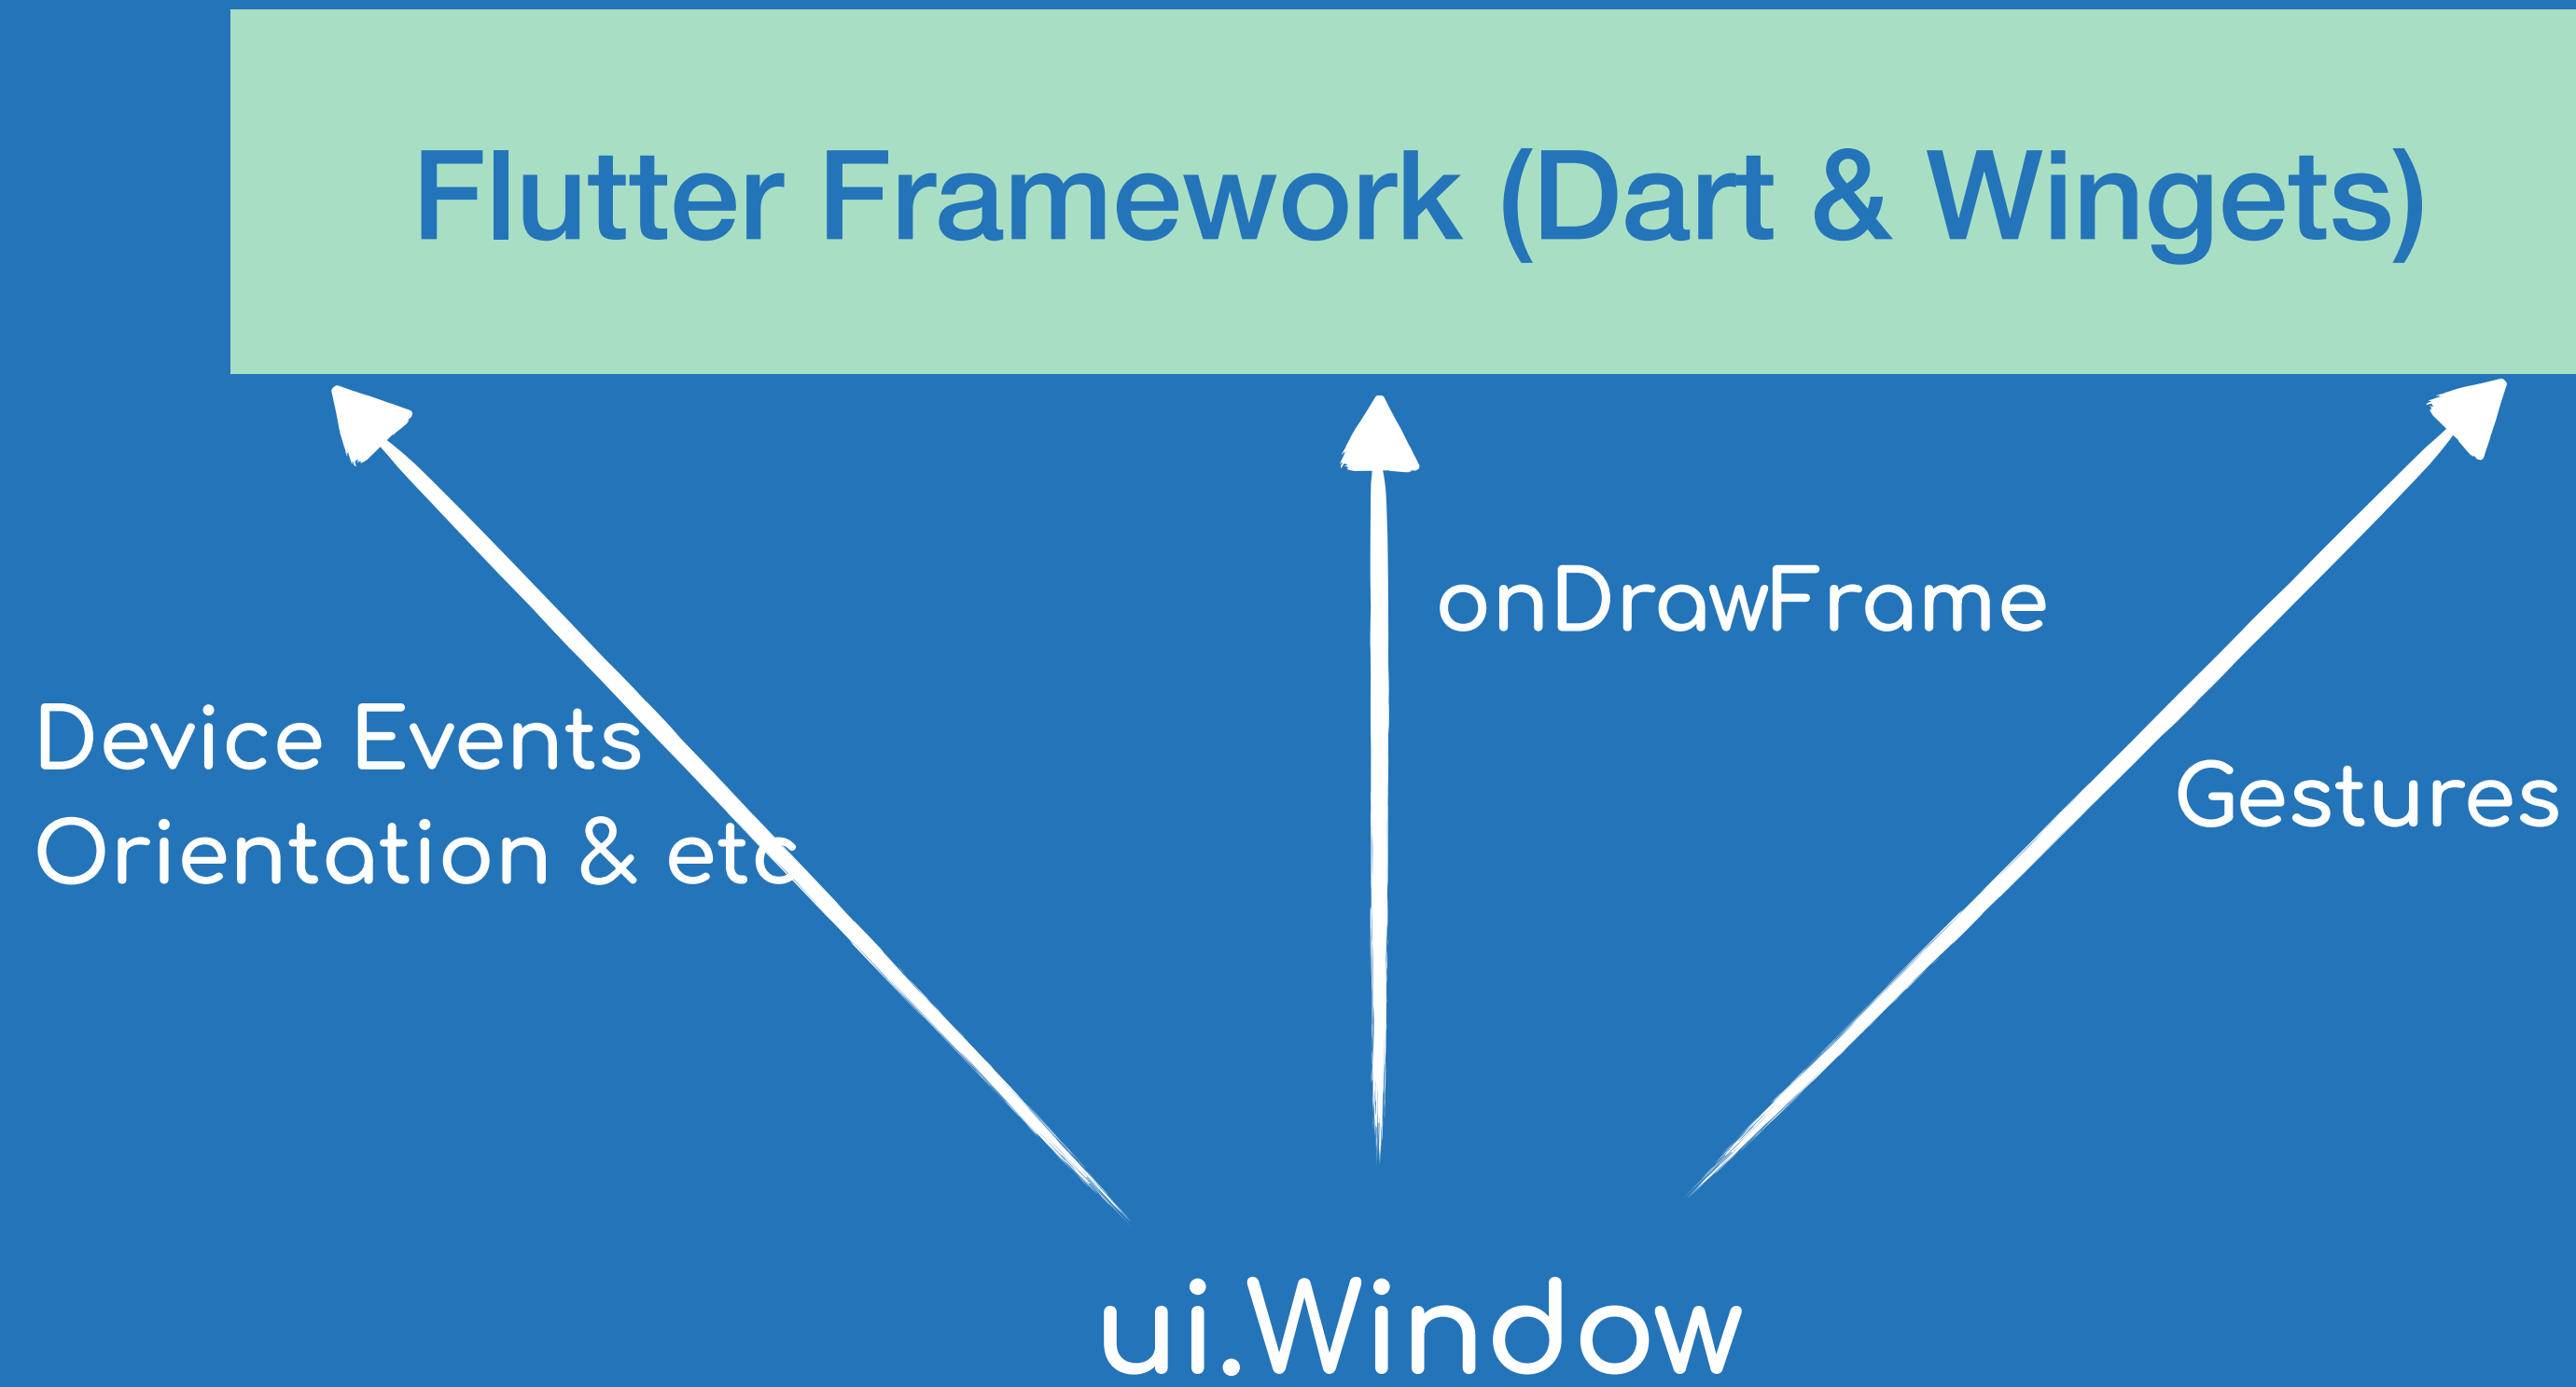 Flutter Framework (Dart & Wingets)
onDrawFrame
Device Events
Orientation & etc
Gestures
ui.Window